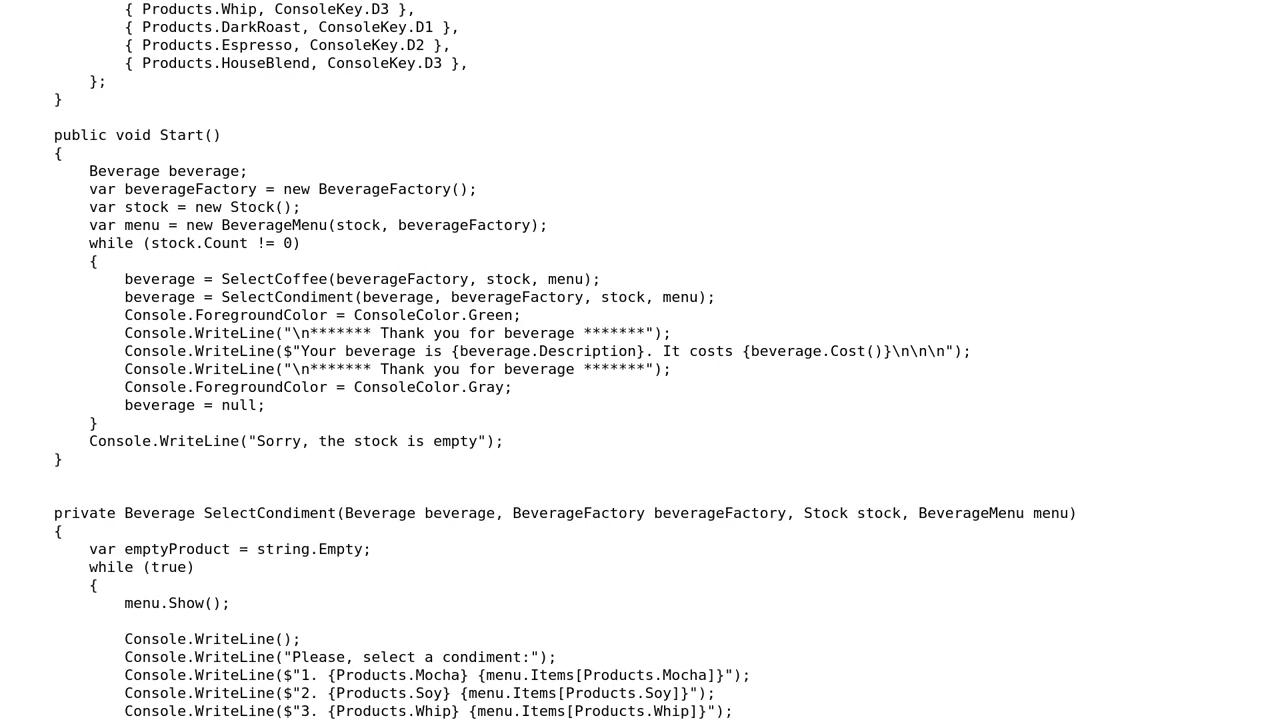 { Products.Whip, ConsoleKey.D3 },
        { Products.DarkRoast, ConsoleKey.D1 },
        { Products.Espresso, ConsoleKey.D2 },
        { Products.HouseBlend, ConsoleKey.D3 },
    };
}

public void Start()
{
    Beverage beverage;
    var beverageFactory = new BeverageFactory();
    var stock = new Stock();
    var menu = new BeverageMenu(stock, beverageFactory);
    while (stock.Count != 0)
    {
        beverage = SelectCoffee(beverageFactory, stock, menu);
        beverage = SelectCondiment(beverage, beverageFactory, stock, menu);
        Console.ForegroundColor = ConsoleColor.Green;
        Console.WriteLine("\n******* Thank you for beverage *******");
        Console.WriteLine($"Your beverage is {beverage.Description}. It costs {beverage.Cost()}\n\n\n");
        Console.WriteLine("\n******* Thank you for beverage *******");
        Console.ForegroundColor = ConsoleColor.Gray;
        beverage = null;
    }
    Console.WriteLine("Sorry, the stock is empty");
}


private Beverage SelectCondiment(Beverage beverage, BeverageFactory beverageFactory, Stock stock, BeverageMenu menu)
{
    var emptyProduct = string.Empty;
    while (true)
    {
        menu.Show();

        Console.WriteLine();
        Console.WriteLine("Please, select a condiment:");
        Console.WriteLine($"1. {Products.Mocha} {menu.Items[Products.Mocha]}");
        Console.WriteLine($"2. {Products.Soy} {menu.Items[Products.Soy]}");
        Console.WriteLine($"3. {Products.Whip} {menu.Items[Products.Whip]}");